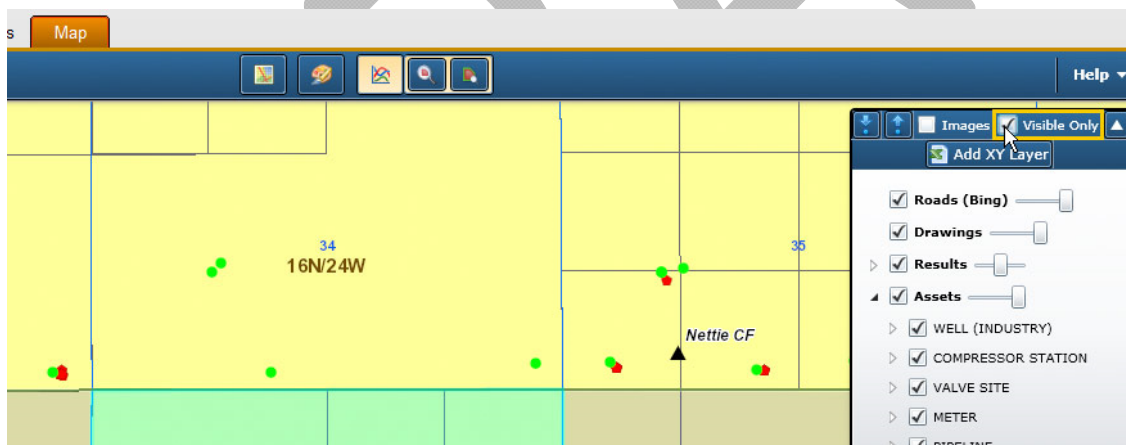 s Map
Help
Images Visible Only
Add XY Layer
Roads (Bing)
Drawings
34
35
16N/24W
Results
Assets
Nettie CF
WELL (INDUSTRY)
COMPRESSOR STATION
VALVE SITE
METER
PIPELINE